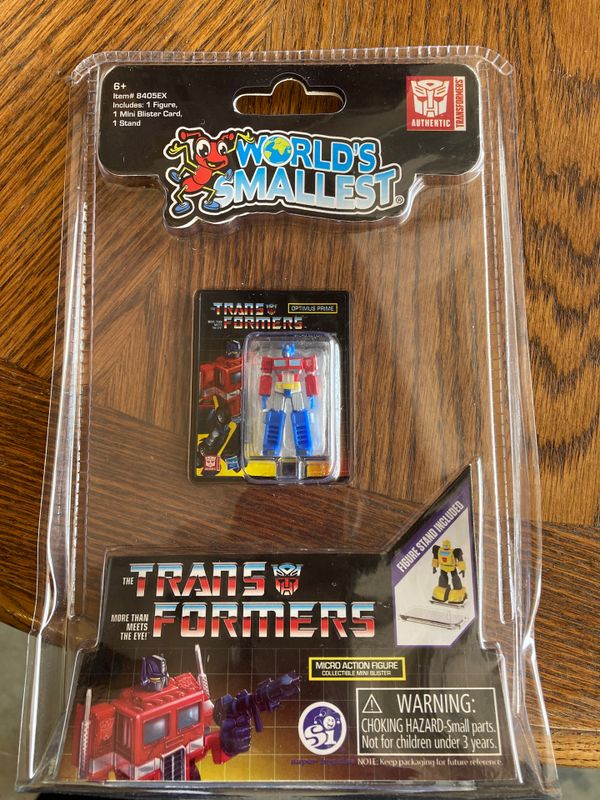 6+
Item# 8405EX
Includes: 1 Figure,
1 Mini Blister Card,
1 Stand
AUTHENTIC
TRANSFORMERS
WORLD'S
SMALLEST®
TRANS
FORMERS
OPTIMUS PRIME
FIGURE STAND INCLUDED
THE
TRANS
FORMERS
MORE THAN
MEETS
THE EYE!
MICRO ACTION FIGURE
COLLECTIBLE MINI BLISTER
WARNING:
CHOKING HAZARD-Small parts.
Not for children under 3 years.
super impulse
NOTE: Keep packaging for future reference